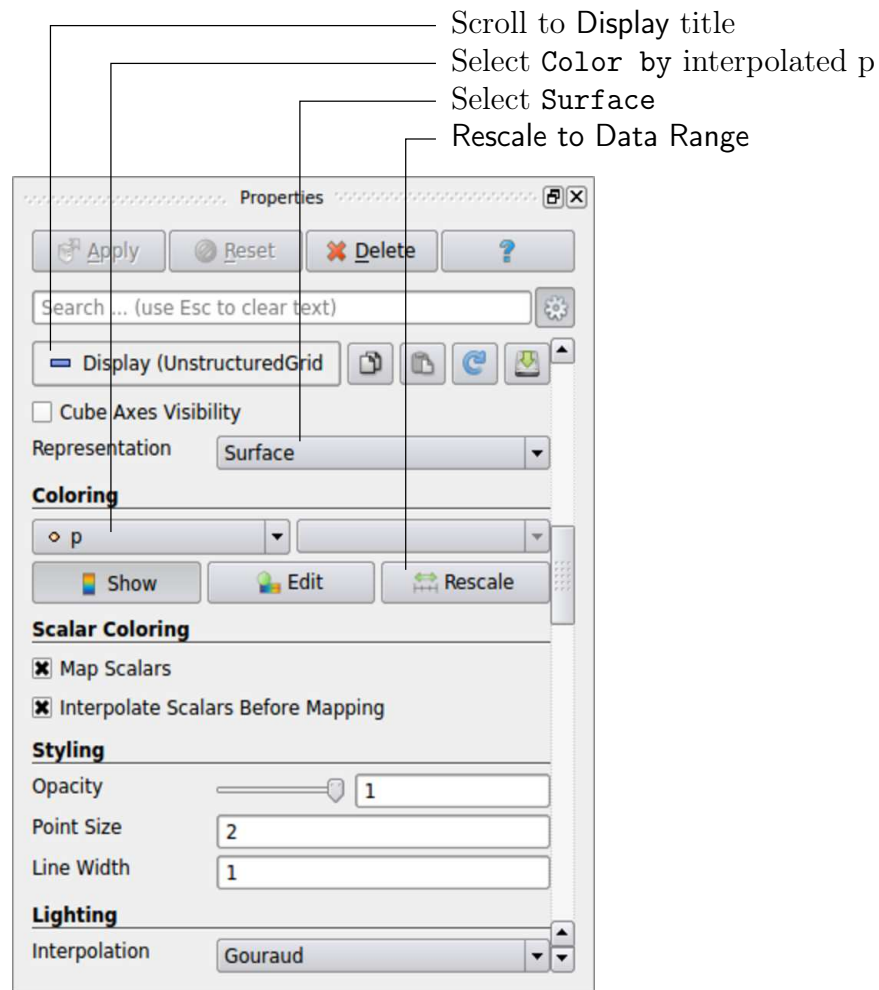 Scroll to Display title
Select Color by interpolated p
Select Surface
Rescale to Data Range
Properties
Apply Reset Delete ?
Search ... (use Esc to clear text)
Display (UnstructuredGrid
Cube Axes Visibility
Representation Surface
Coloring
p
Show Edit Rescale
Scalar Coloring
Map Scalars
Interpolate Scalars Before Mapping
Styling
Opacity 1
Point Size 2
Line Width 1
Lighting
Interpolation Gouraud